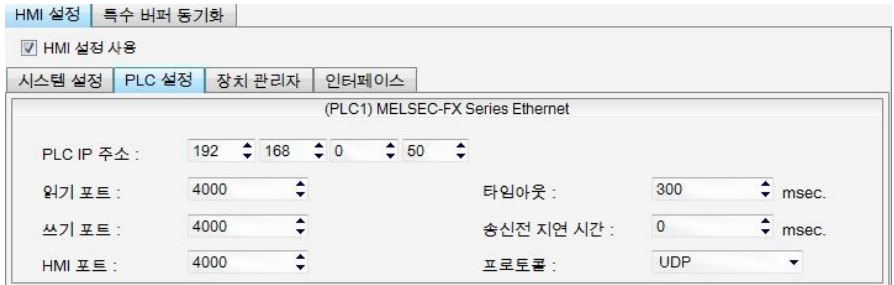 HMI 설정 특수 버퍼 동기화
HMI 설정 사용
시스템 설정 PLC 설정 장치 관리자 인터페이스
(PLC1) MELSEC-FX Series Ethernet
PLC IP 주소 : 192 168 0 50
읽기 포트 : 4000 타임아웃 : 300 msec.
쓰기 포트 : 4000 송신전 지연 시간 : 0 msec.
HMI 포트 : 4000 프로토콜 : UDP